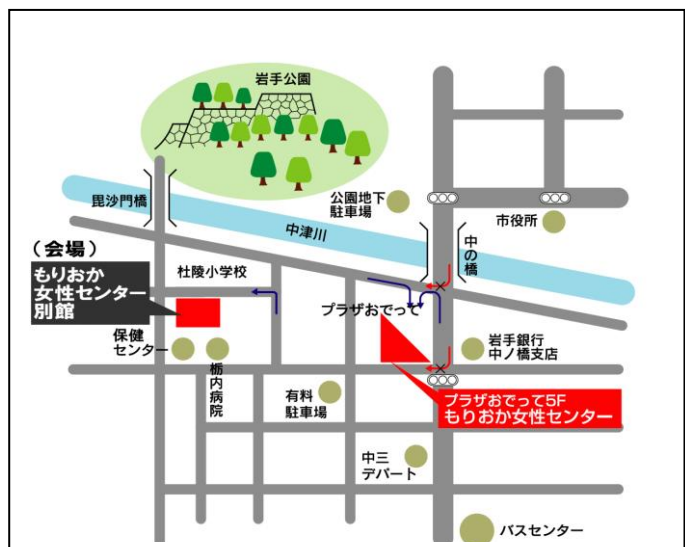 岩手公園
毘沙門橋
公園地下
駐車場
市役所
中津川
中の橋
（会場）
もりおか
女性センター
別館
杜陵小学校
プラザおでって
保健
センター
栃内病院
岩手銀行
中ノ橋支店
有料
駐車場
プラザおでって5F
もりおか女性センター
中三
デパート
バスセンター